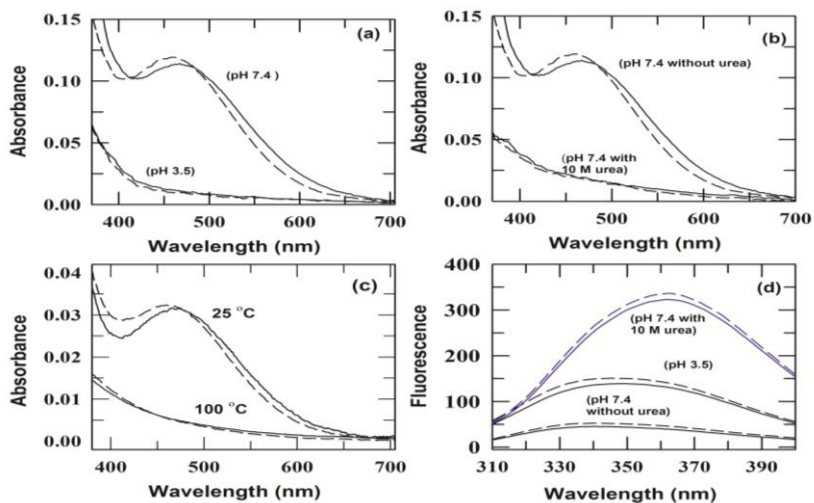 0.15
0.10
0.05
0.00
Absorbance
(a)
(pH 7.4 )
(pH 3.5)
400 500 600 700
Wavelength (nm)
0.15
0.10
0.05
0.00
Absorbance
(b)
(pH 7.4 without urea)
(pH 7.4 with
10 M urea)
400 500 600 700
Wavelength (nm)
0.04
0.03
0.02
0.01
0.00
Absorbance
(c)
25 °C
100 °C
400 500 600 700
Wavelength (nm)
400
300
200
100
50
0
Fluorescence
(d)
(pH 7.4 with
10 M urea)
(pH 3.5)
(pH 7.4
without urea)
310 330 350 370 390
Wavelength (nm)